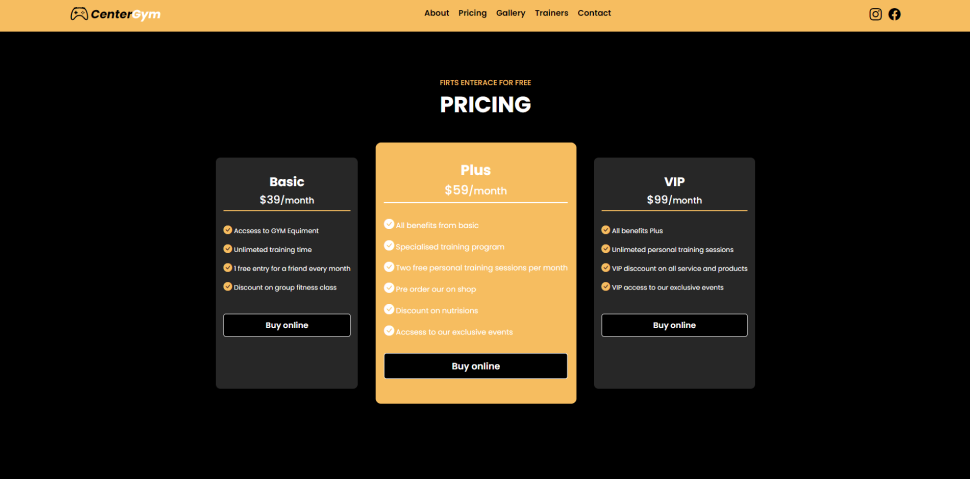 CenterGym
About Pricing Gallery Trainers Contact
FIRTS ENTERACE FOR FREE
PRICING
Basic
$39/month
Accsess to GYM Equiment
Unlimeted training time
1 free entry for a friend every month
Discount on group fitness class
Buy online
Plus
$59/month
All benefits from basic
Specialised training program
Two free personal training sessions per month
Pre order our on shop
Discount on nutrisions
Accsess to our exclusive events
Buy online
VIP
$99/month
All benefits Plus
Unlimeted personal training sessions
VIP disccount on all service and products
VIP access to our exclusive events
Buy online